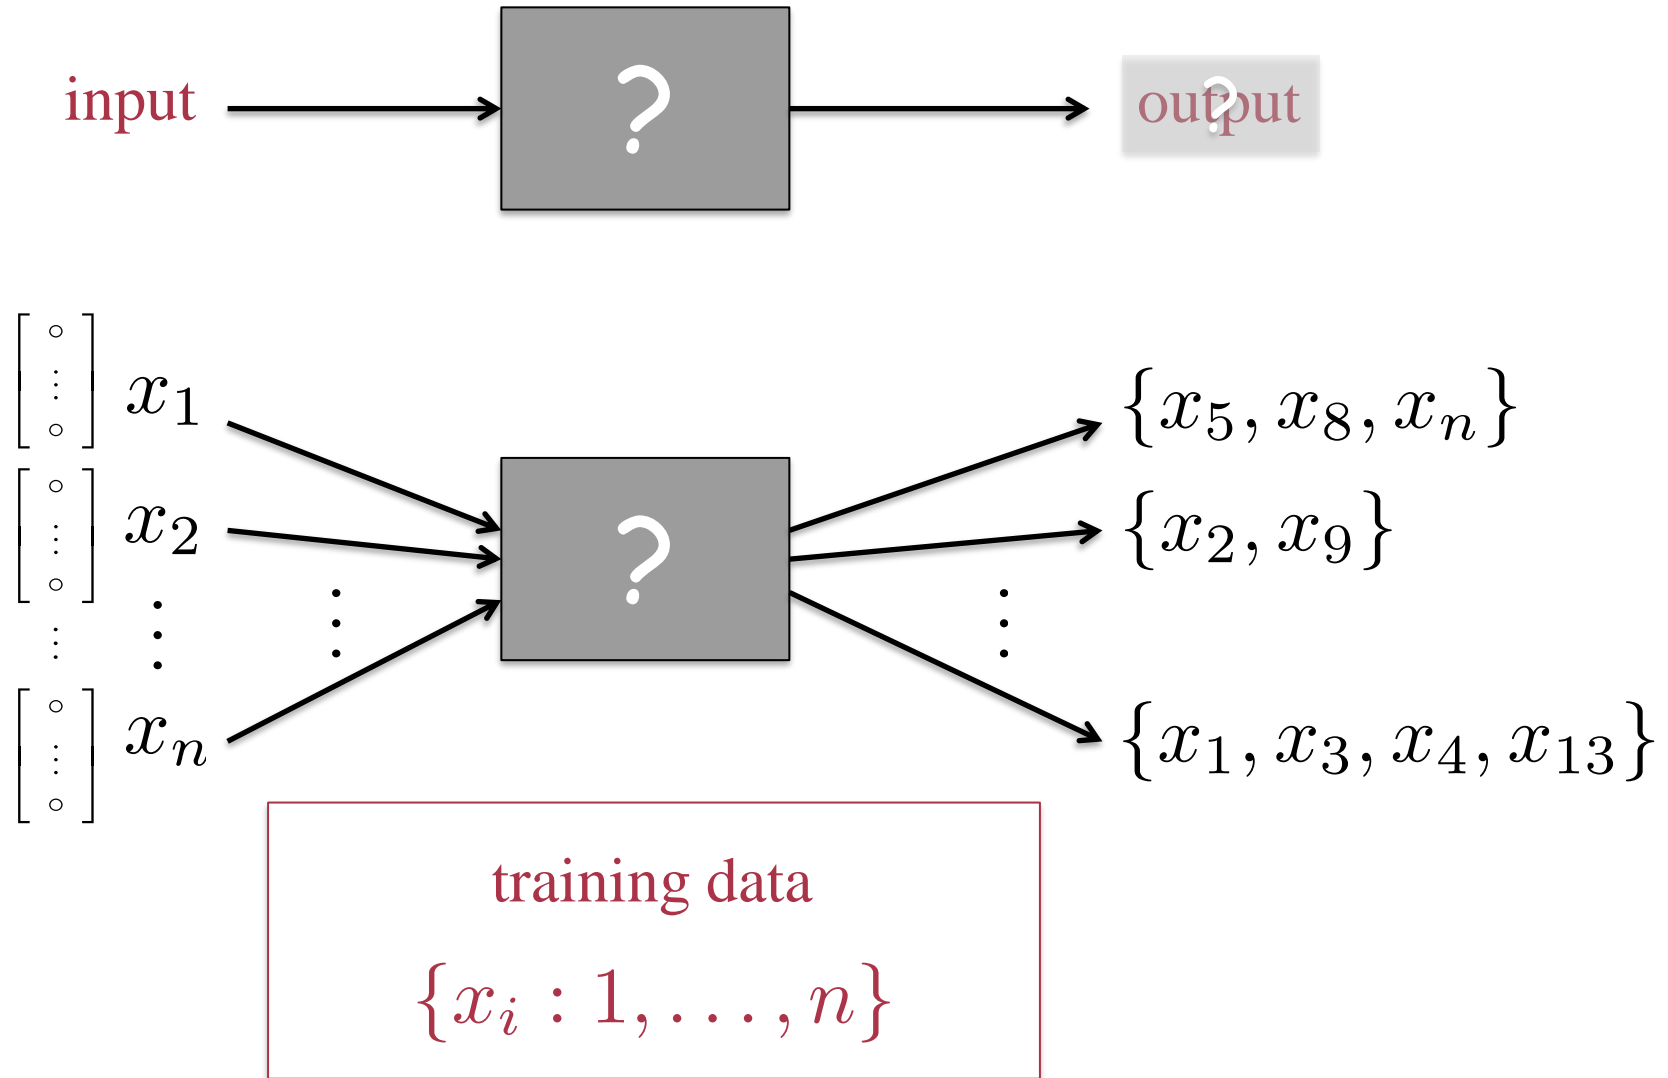 input ? output ?
x₁ {x₅, x₈, xₙ}
x₂ ? {x₂, x₉}
xₙ {x₁, x₃, x₄, x₁₃}
training data
{xᵢ : 1, . . . , n}